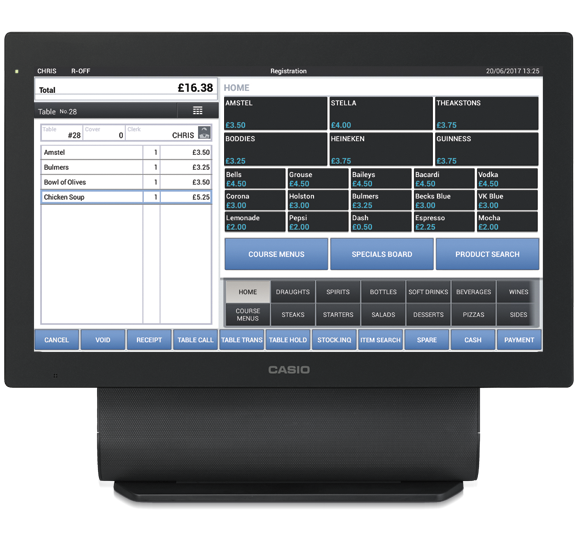 CHRIS R-OFF Registration 20/06/2017 13:25
Total £16.38
Table No.28
Table #28 Cover 0 Clerk CHRIS
Amstel 1 £3.50
Bulmers 1 £3.25
Bowl of Olives 1 £3.50
Chicken Soup 1 £5.25
HOME
AMSTEL STELLA THEAKSTONS
£3.50 £4.00 £3.75
BODDIES HEINEKEN GUINNESS
£3.25 £3.75 £3.75
Bells Grouse Baileys Bacardi Vodka
£4.50 £4.50 £4.50 £4.50 £4.50
Corona Holston Bulmers Becks Blue VK Blue
£3.00 £3.00 £3.25 £3.00 £3.00
Lemonade Pepsi Dash Espresso Mocha
£2.00 £2.00 £0.50 £2.25 £2.00
COURSE MENUS SPECIALS BOARD PRODUCT SEARCH
HOME DRAUGHTS SPIRITS BOTTLES SOFT DRINKS BEVERAGES WINES
COURSE MENUS STEAKS STARTERS SALADS DESSERTS PIZZAS SIDES
CANCEL VOID RECEIPT TABLE CALL TABLE TRANS TABLE HOLD STOCK.INQ ITEM SEARCH SPARE CASH PAYMENT
CASIO